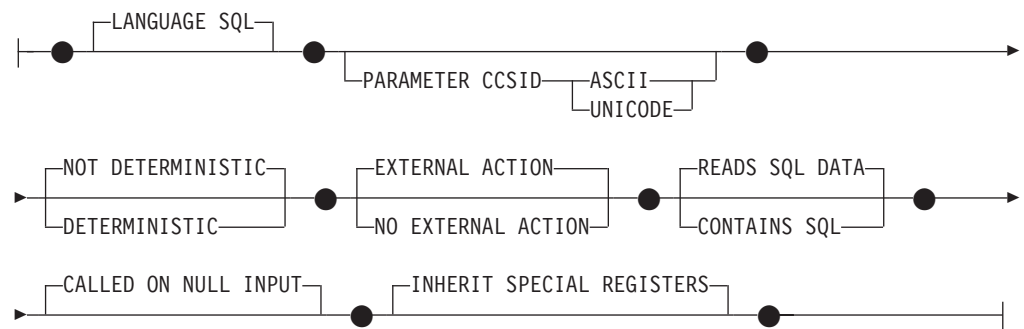 LANGUAGE SQL
PARAMETER CCSID ASCII
UNICODE
NOT DETERMINISTIC EXTERNAL ACTION READS SQL DATA
DETERMINISTIC NO EXTERNAL ACTION CONTAINS SQL
CALLED ON NULL INPUT INHERIT SPECIAL REGISTERS